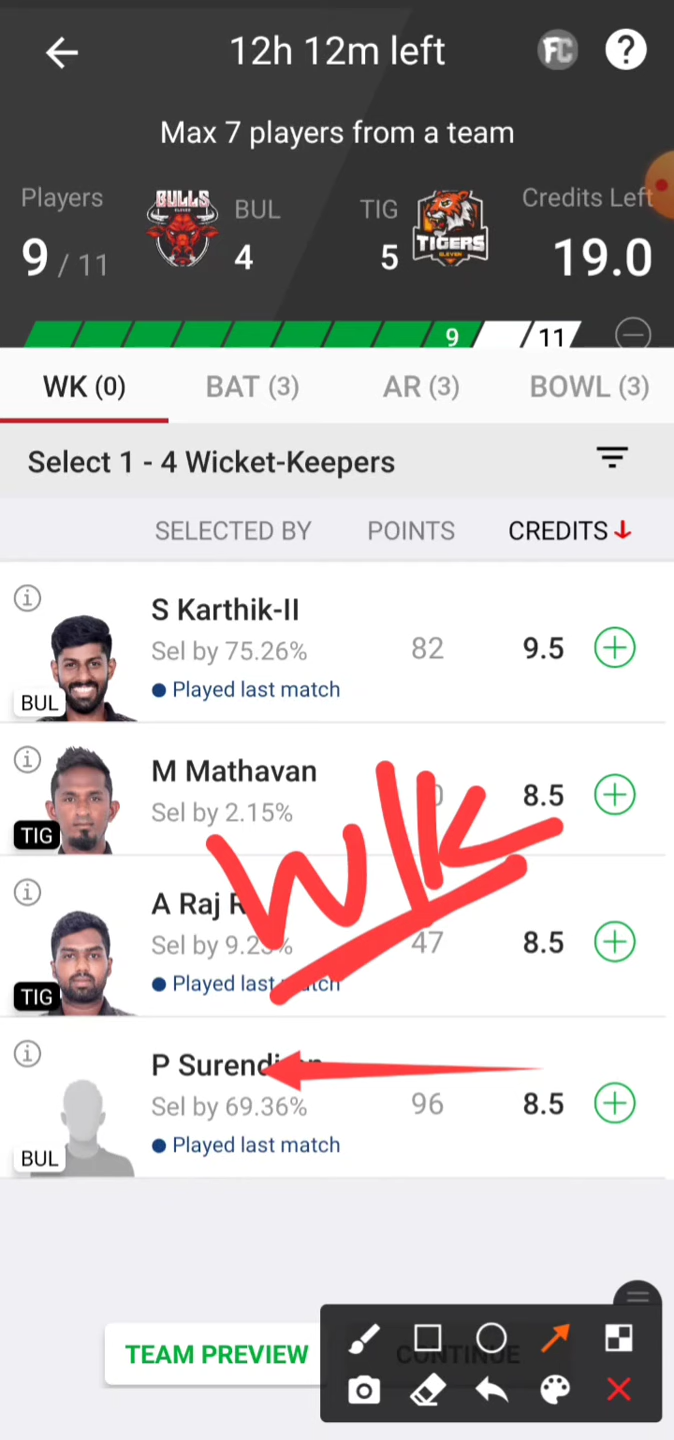 12h 12m left
FC
?
Max 7 players from a team
Players
BULLS
BUL
TIG
TIGERS
Credits Left
9 / 11
4
5
19.0
9
11
WK (0)
BAT (3)
AR (3)
BOWL (3)
Select 1 - 4 Wicket-Keepers
SELECTED BY
POINTS
CREDITS
S Karthik-II
Sel by 75.26%
82
9.5
Played last match
BUL
M Mathavan
Sel by 2.15%
8.5
TIG
WK
A Raj
Sel by
47
8.5
Played last
TIG
P
Sel by 69.36%
96
8.5
Played last match
BUL
TEAM PREVIEW
CONTINUE